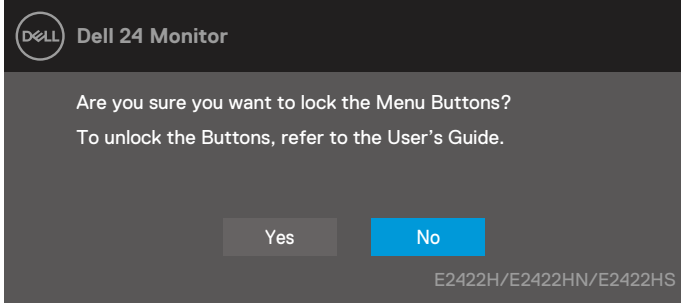 DELL Dell 24 Monitor
Are you sure you want to lock the Menu Buttons?
To unlock the Buttons, refer to the User’s Guide.
Yes No
E2422H/E2422HN/E2422HS